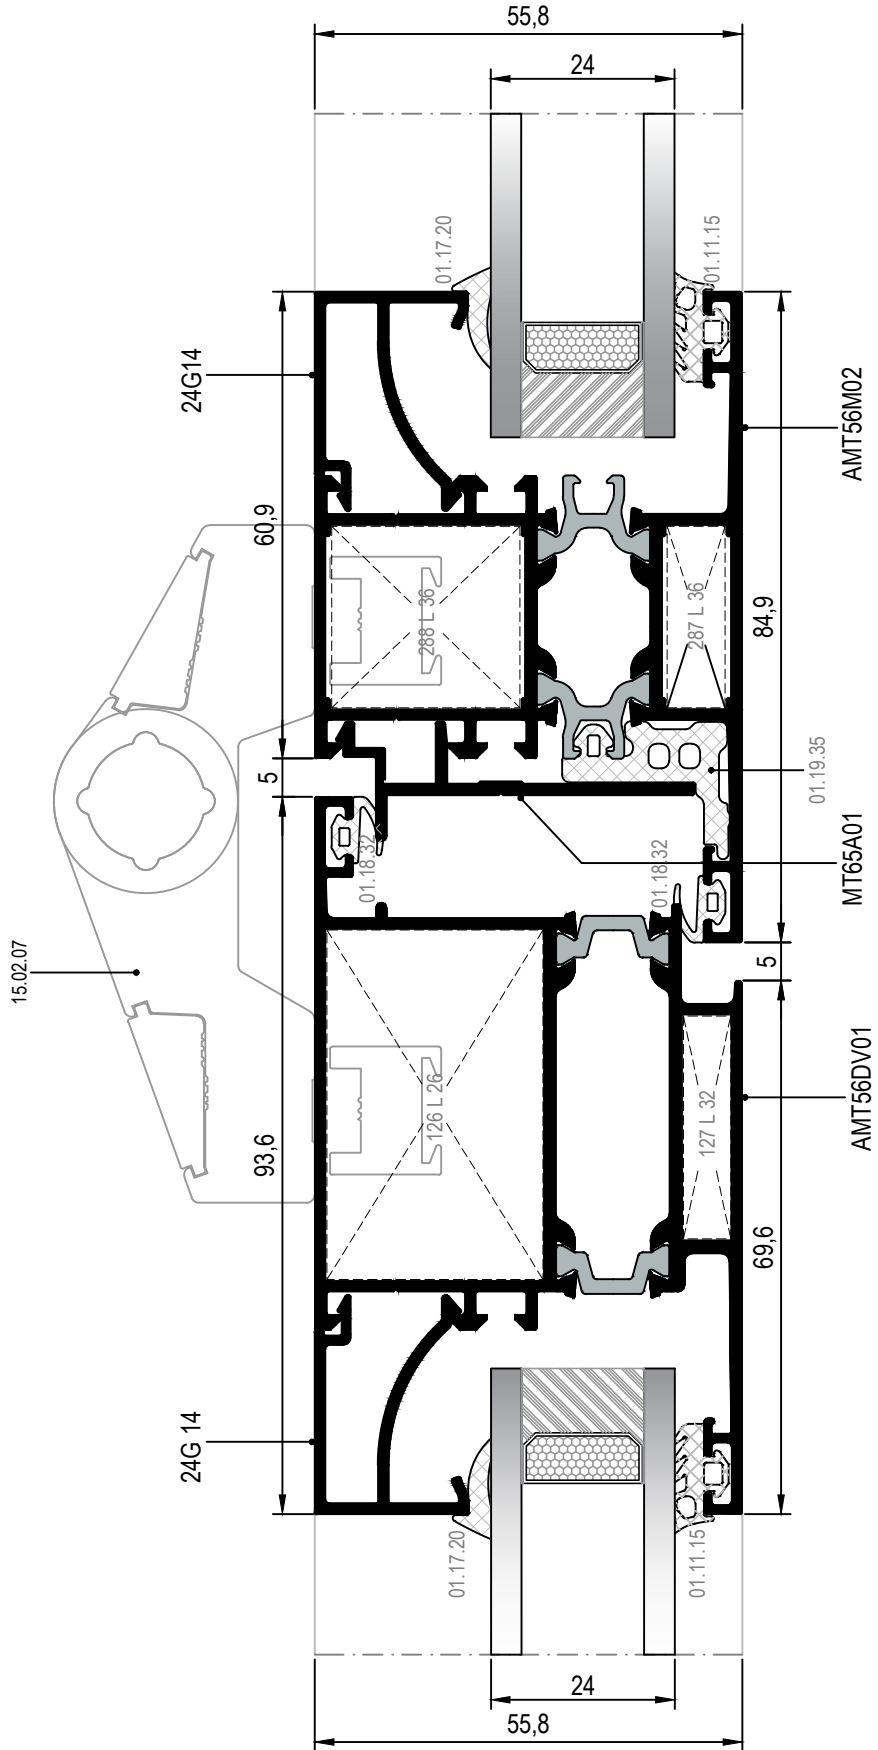 55,8
24
01.17.20
01.11.15
24G14
AMT56M02
60,9
288 L 36
287 L 36
84,9
5
01.19.35
01.18.32
01.18.32
MT65A01
15.02.07
5
93,6
126 L 26
127 L 32
AMT56DV01
69,6
24G 14
01.17.20
01.11.15
24
55,8